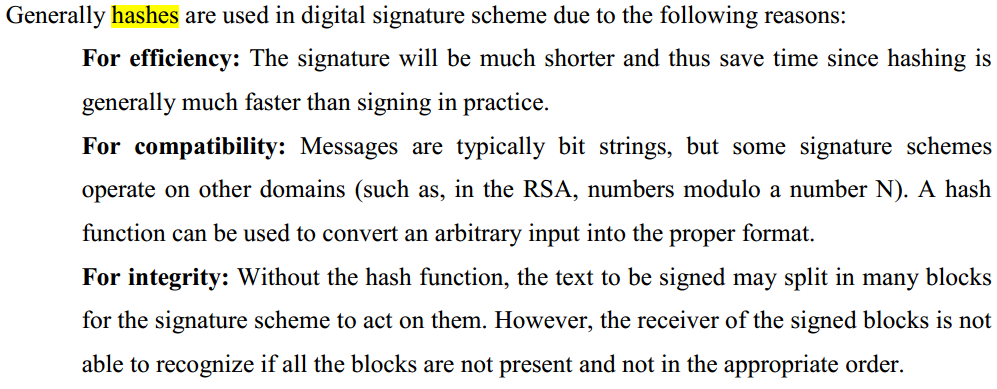 Generally hashes are used in digital signature scheme due to the following reasons:
For efficiency: The signature will be much shorter and thus save time since hashing is
generally much faster than signing in practice.
For compatibility: Messages are typically bit strings, but some signature schemes
operate on other domains (such as, in the RSA, numbers modulo a number N). A hash
function can be used to convert an arbitrary input into the proper format.
For integrity: Without the hash function, the text to be signed may split in many blocks
for the signature scheme to act on them. However, the receiver of the signed blocks is not
able to recognize if all the blocks are not present and not in the appropriate order.